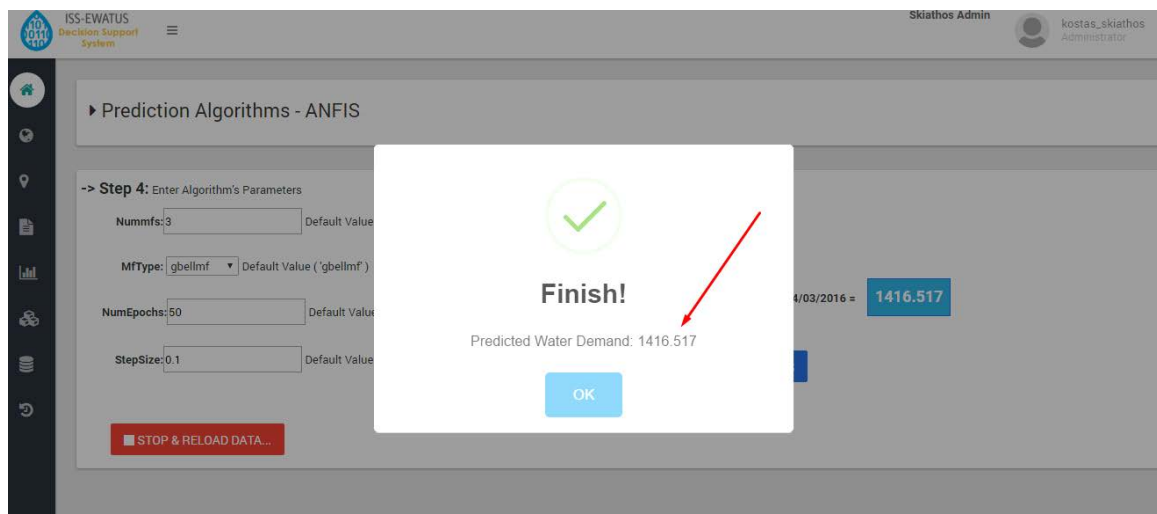 ISS-EWATUS
Decision Support
System
Skiathos Admin
kostas_skiathos
Administrator
Prediction Algorithms - ANFIS
-> Step 4: Enter Algorithm's Parameters
Nummfs: 3 Default Value
MfType: gbellmf Default Value ( 'gbellmf' )
NumEpochs: 50 Default Value
StepSize: 0.1 Default Value
STOP & RELOAD DATA...
Finish!
Predicted Water Demand: 1416.517
OK
4/03/2016 = 1416.517